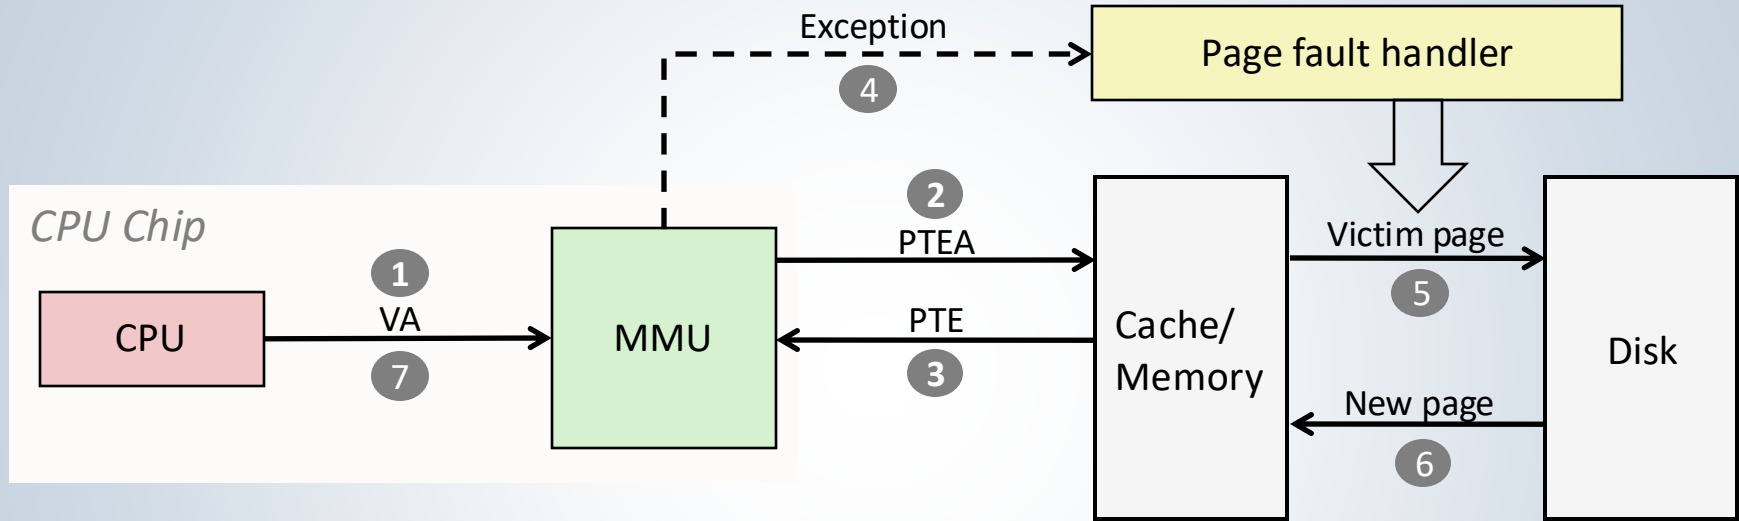 Exception
4
Page fault handler
CPU Chip
1
VA
7
CPU
MMU
2
PTEA
PTE
3
Cache/
Memory
Victim page
5
New page
6
Disk